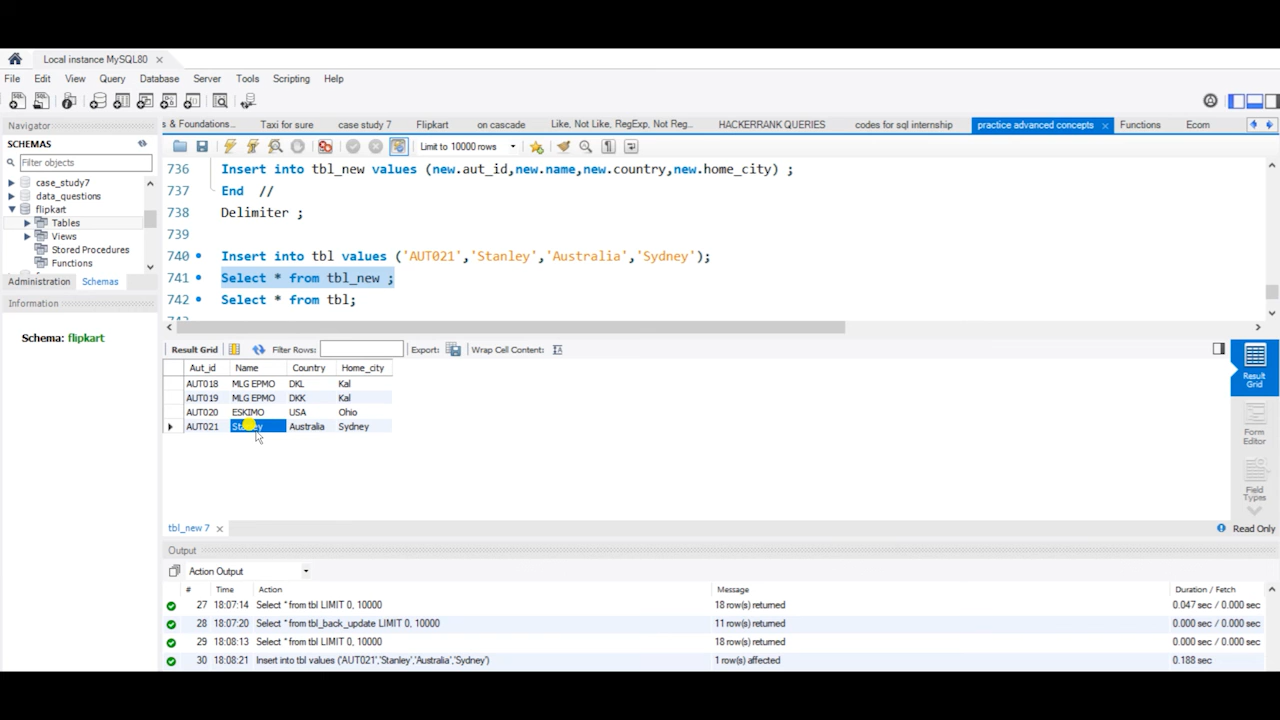 Local instance MySQL80
File Edit View Query Database Server Tools Scripting Help
Navigator
SCHEMAS
Filter objects
case_study7
data_questions
flipkart
Tables
Views
Stored Procedures
Functions
Administration Schemas
Information
Schema: flipkart
s & Foundations... Taxi for sure case study 7 Flipkart on cascade Like, Not Like, RegExp, Not Reg... HACKERRANK QUERIES codes for sql internship practice advanced concepts Functions Ecom
Limit to 10000 rows
736 Insert into tbl_new values (new.aut_id,new.name,new.country,new.home_city) ;
737 End //
738 Delimiter ;
739
740 Insert into tbl values ('AUT021','Stanley','Australia','Sydney');
741 Select * from tbl_new ;
742 Select * from tbl;
Result Grid Filter Rows: Export: Wrap Cell Content: IA
Aut_id Name Country Home_city
AUT018 MLG EPMO DKL Kal
AUT019 MLG EPMO DKK Kal
AUT020 ESKIMO USA Ohio
AUT021 Stanley Australia Sydney
Result Grid
Form Editor
Field Types
tbl_new 7
Read Only
Output
Action Output
# Time Action Message Duration / Fetch
27 18:07:14 Select * from tbl LIMIT 0, 10000 18 row(s) returned 0.047 sec / 0.000 sec
28 18:07:20 Select * from tbl_back_update LIMIT 0, 10000 11 row(s) returned 0.000 sec / 0.000 sec
29 18:08:13 Select * from tbl LIMIT 0, 10000 18 row(s) returned 0.000 sec / 0.000 sec
30 18:08:21 Insert into tbl values ('AUT021','Stanley','Australia','Sydney') 1 row(s) affected 0.188 sec